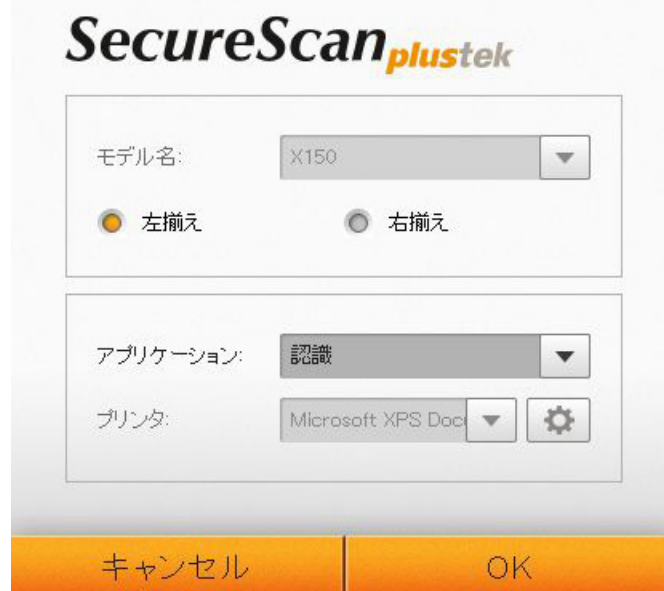 SecureScan plustek
モデル名: X150
左揃え 右揃え
アプリケーション: 認識
プリンタ: Microsoft XPS Doc
キャンセル OK